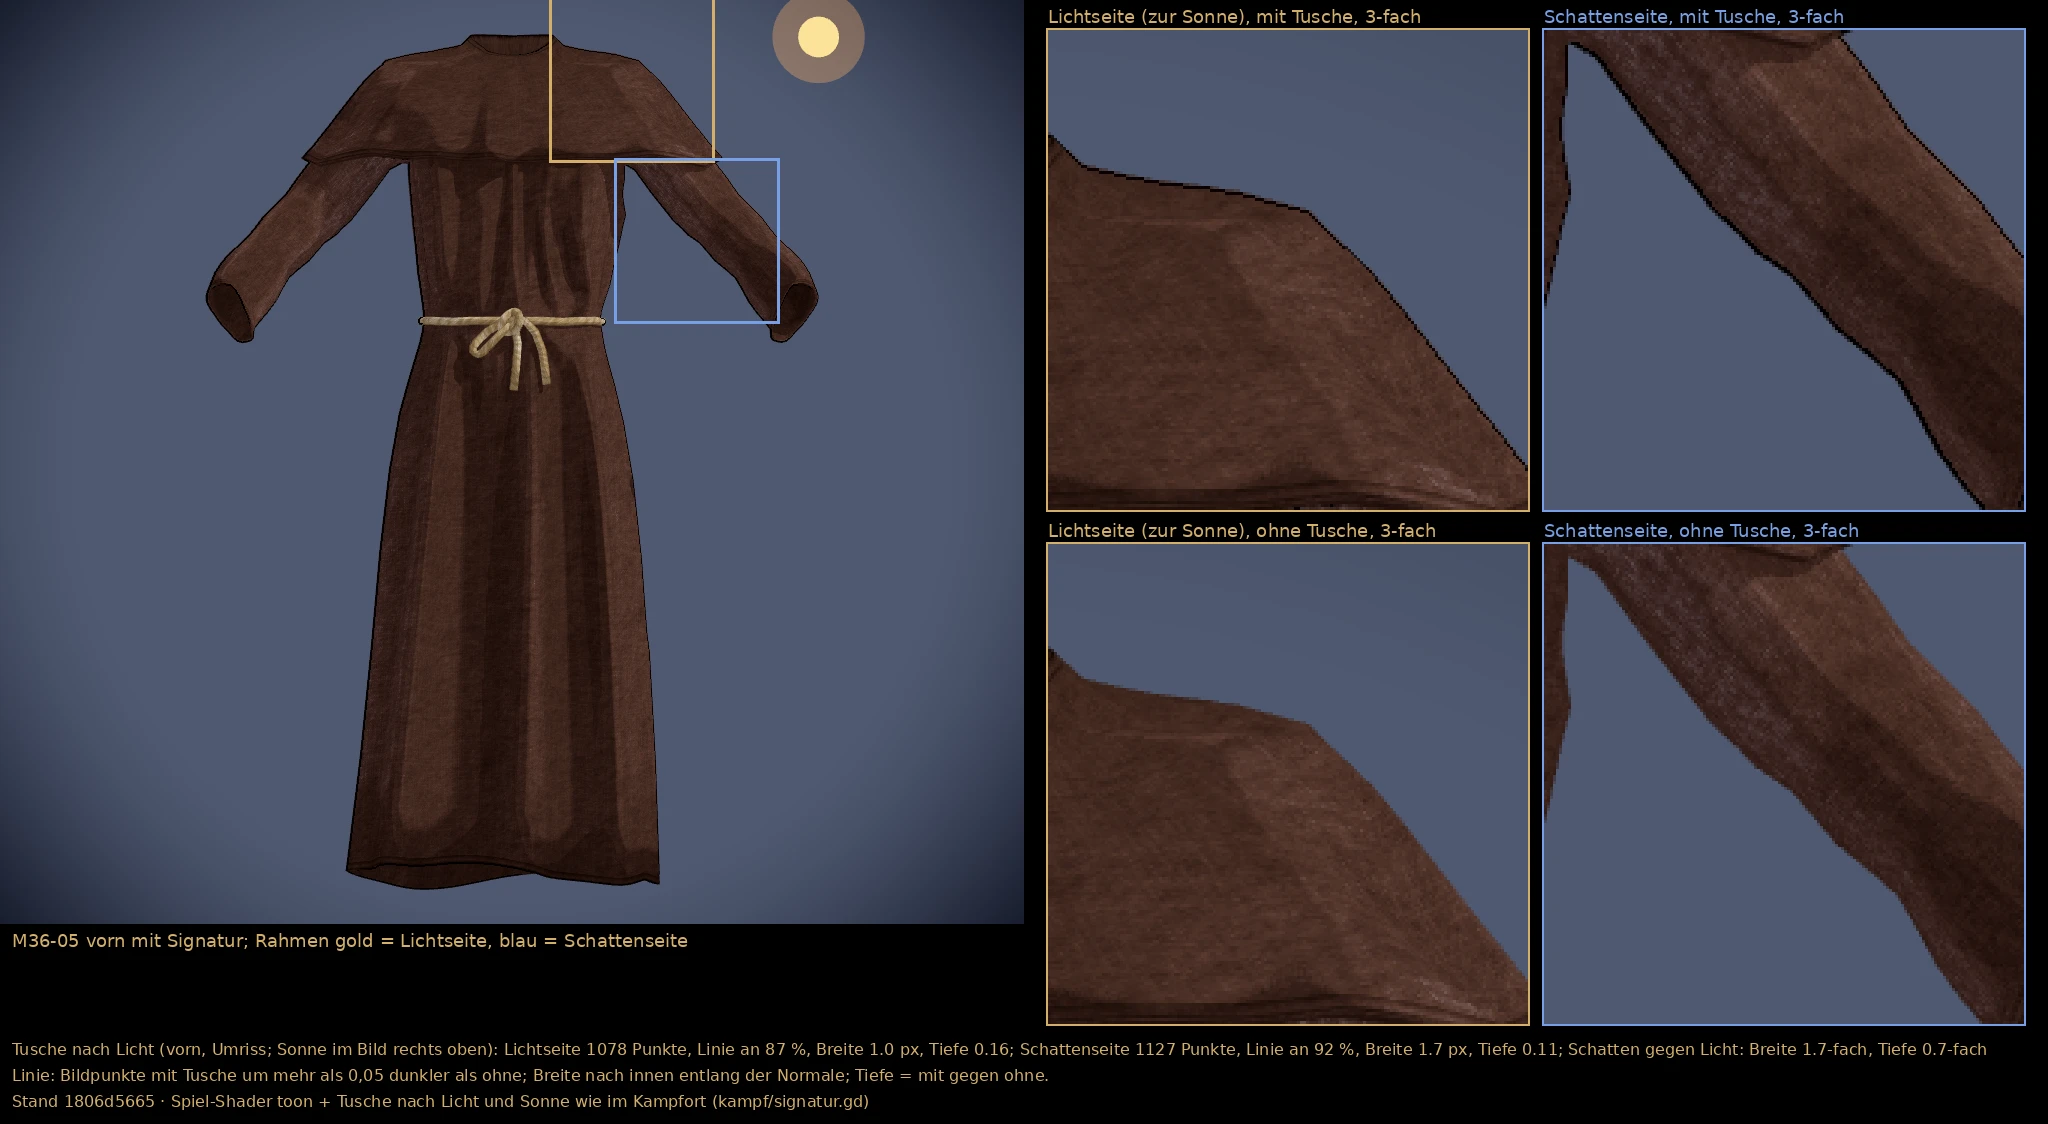 Lichtseite (zur Sonne), mit Tusche, 3-fach
Schattenseite, mit Tusche, 3-fach
Lichtseite (zur Sonne), ohne Tusche, 3-fach
Schattenseite, ohne Tusche, 3-fach
M36-05 vorn mit Signatur; Rahmen gold = Lichtseite, blau = Schattenseite
Tusche nach Licht (vorn, Umriss; Sonne im Bild rechts oben): Lichtseite 1078 Punkte, Linie an 87 %, Breite 1.0 px, Tiefe 0.16; Schattenseite 1127 Punkte, Linie an 92 %, Breite 1.7 px, Tiefe 0.11; Schatten gegen Licht: Breite 1.7-fach, Tiefe 0.7-fach
Linie: Bildpunkte mit Tusche um mehr als 0,05 dunkler als ohne; Breite nach innen entlang der Normale; Tiefe = mit gegen ohne.
Stand 1806d5665 · Spiel-Shader toon + Tusche nach Licht und Sonne wie im Kampfort (kampf/signatur.gd)